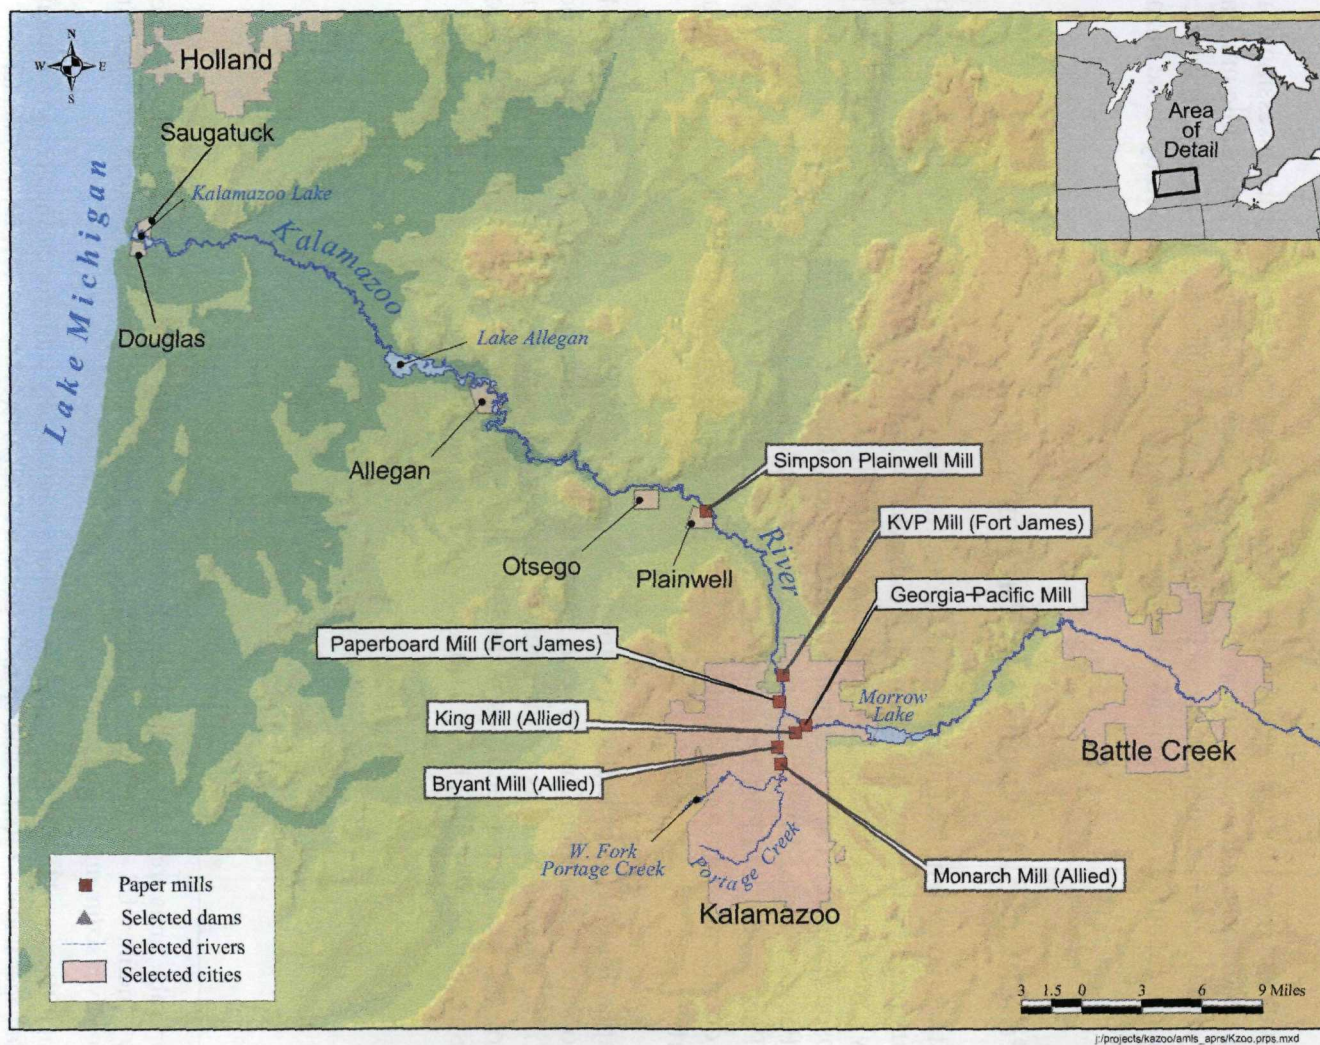 N
W E
S
Holland
Saugatuck
Kalamazoo Lake
Lake Michigan
Kalamazoo
Douglas
Lake Allegan
Allegan
Area
of
Detail
Simpson Plainwell Mill
KVP Mill (Fort James)
Otsego
Plainwell
River
Georgia-Pacific Mill
Paperboard Mill (Fort James)
King Mill (Allied)
Morrow
Lake
Battle Creek
Bryant Mill (Allied)
W. Fork
Portage Creek
Portage Creek
Monarch Mill (Allied)
Kalamazoo
Paper mills
Selected dams
Selected rivers
Selected cities
3 1.5 0 3 6 9 Miles
j:/projects/kazoo/amls_aprs/Kzoo.prps.mxd